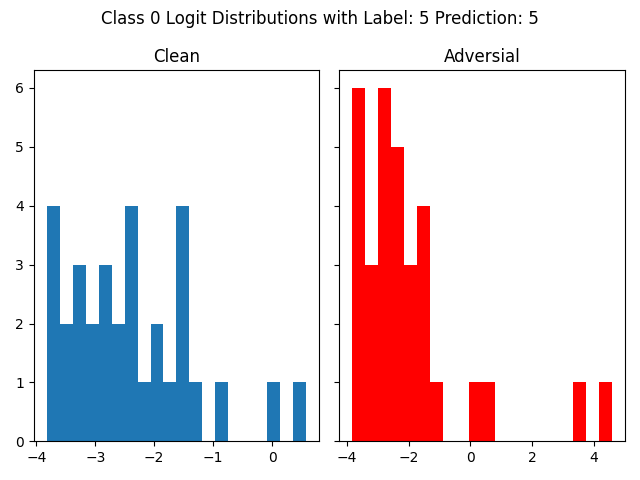 Class 0 Logit Distributions with Label: 5 Prediction: 5
Clean
Adversial
6
5
4
3
2
1
0
−4 −3 −2 −1 0
−4 −2 0 2 4